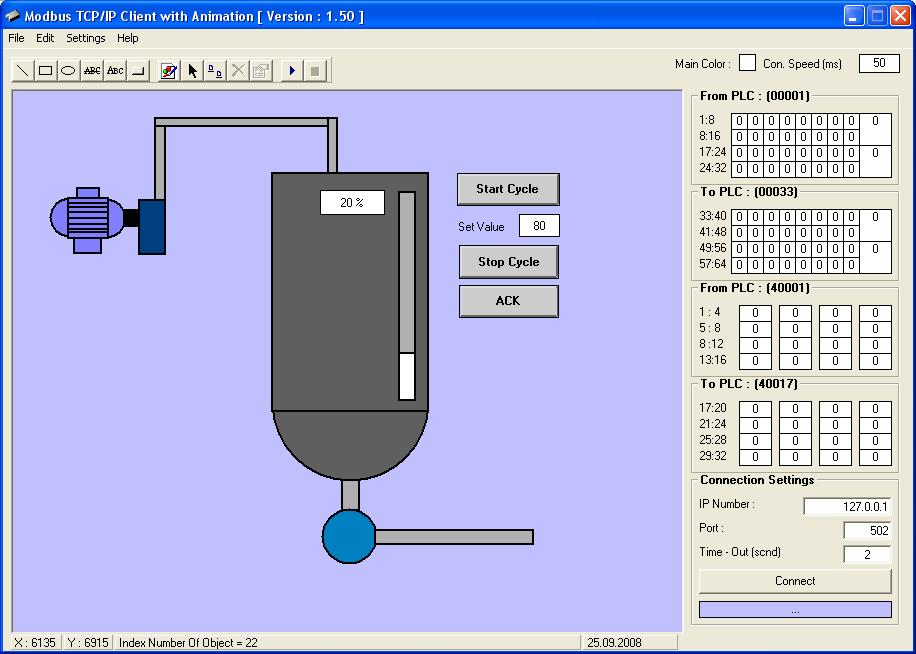 Modbus TCP/IP Client with Animation [ Version : 1.50 ]
File Edit Settings Help
ABC ABC D D Main Color : Con. Speed (ms) 50
20 %
Start Cycle
Set Value 80
Stop Cycle
ACK
From PLC : (00001)
1:8 0 0 0 0 0 0 0 0 0
8:16 0 0 0 0 0 0 0 0
17:24 0 0 0 0 0 0 0 0 0
24:32 0 0 0 0 0 0 0 0
To PLC : (00033)
33:40 0 0 0 0 0 0 0 0 0
41:48 0 0 0 0 0 0 0 0
49:56 0 0 0 0 0 0 0 0 0
57:64 0 0 0 0 0 0 0 0
From PLC : (40001)
1 : 4 0 0 0 0
5 : 8 0 0 0 0
8 :12 0 0 0 0
13:16 0 0 0 0
To PLC : (40017)
17:20 0 0 0 0
21:24 0 0 0 0
25:28 0 0 0 0
29:32 0 0 0 0
Connection Settings
IP Number : 127.0.0.1
Port : 502
Time - Out (scnd) 2
Connect
...
X : 6135 Y : 6915 Index Number Of Object = 22 25.09.2008